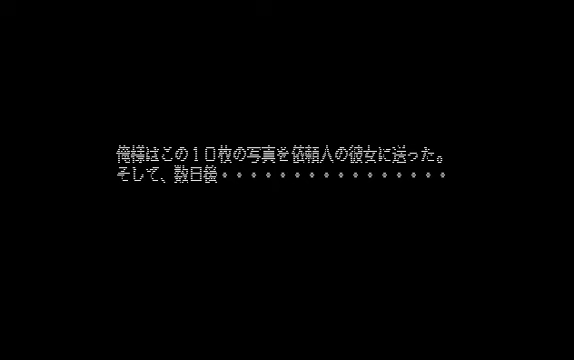 俺様はこの１０枚の写真を依頼人の彼女に送った。
そして、数日後・・・・・・・・・・・・・・・・